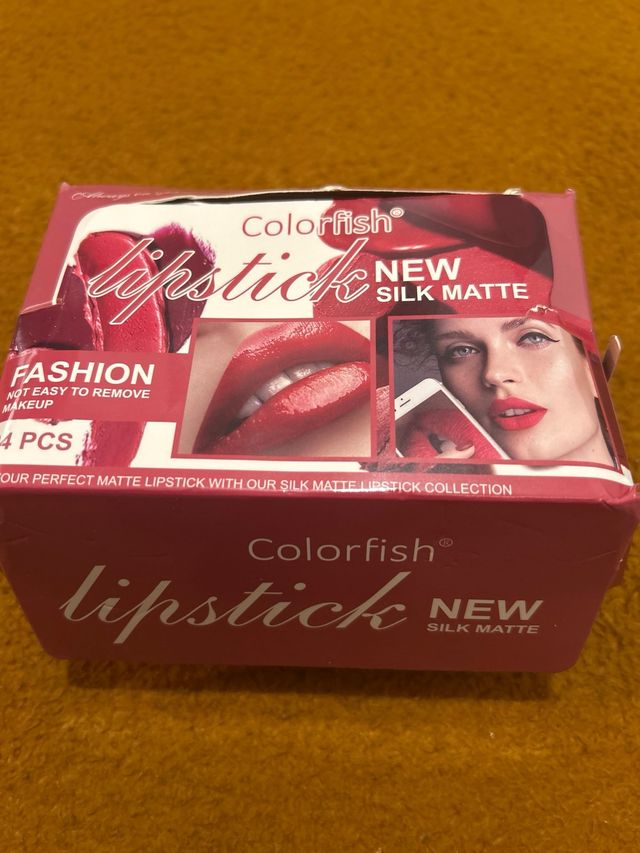 Always
Colorfish®
lipstick
NEW
SILK MATTE
FASHION
NOT EASY TO REMOVE
MAKEUP
4 PCS
OUR PERFECT MATTE LIPSTICK WITH OUR SILK MATTE LIPSTICK COLLECTION
Colorfish®
lipstick
NEW
SILK MATTE